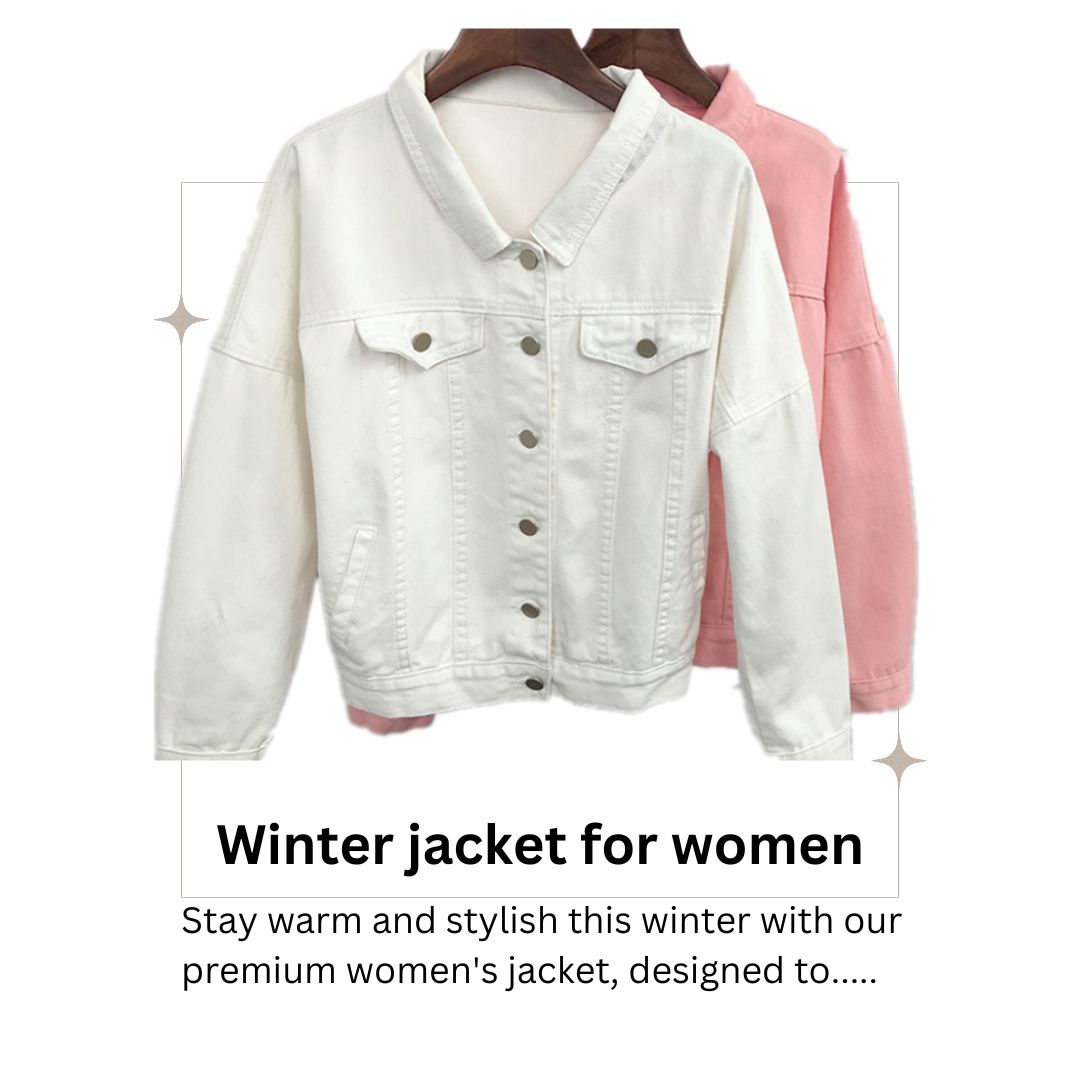 Winter jacket for women
Stay warm and stylish this winter with our
premium women's jacket, designed to.....